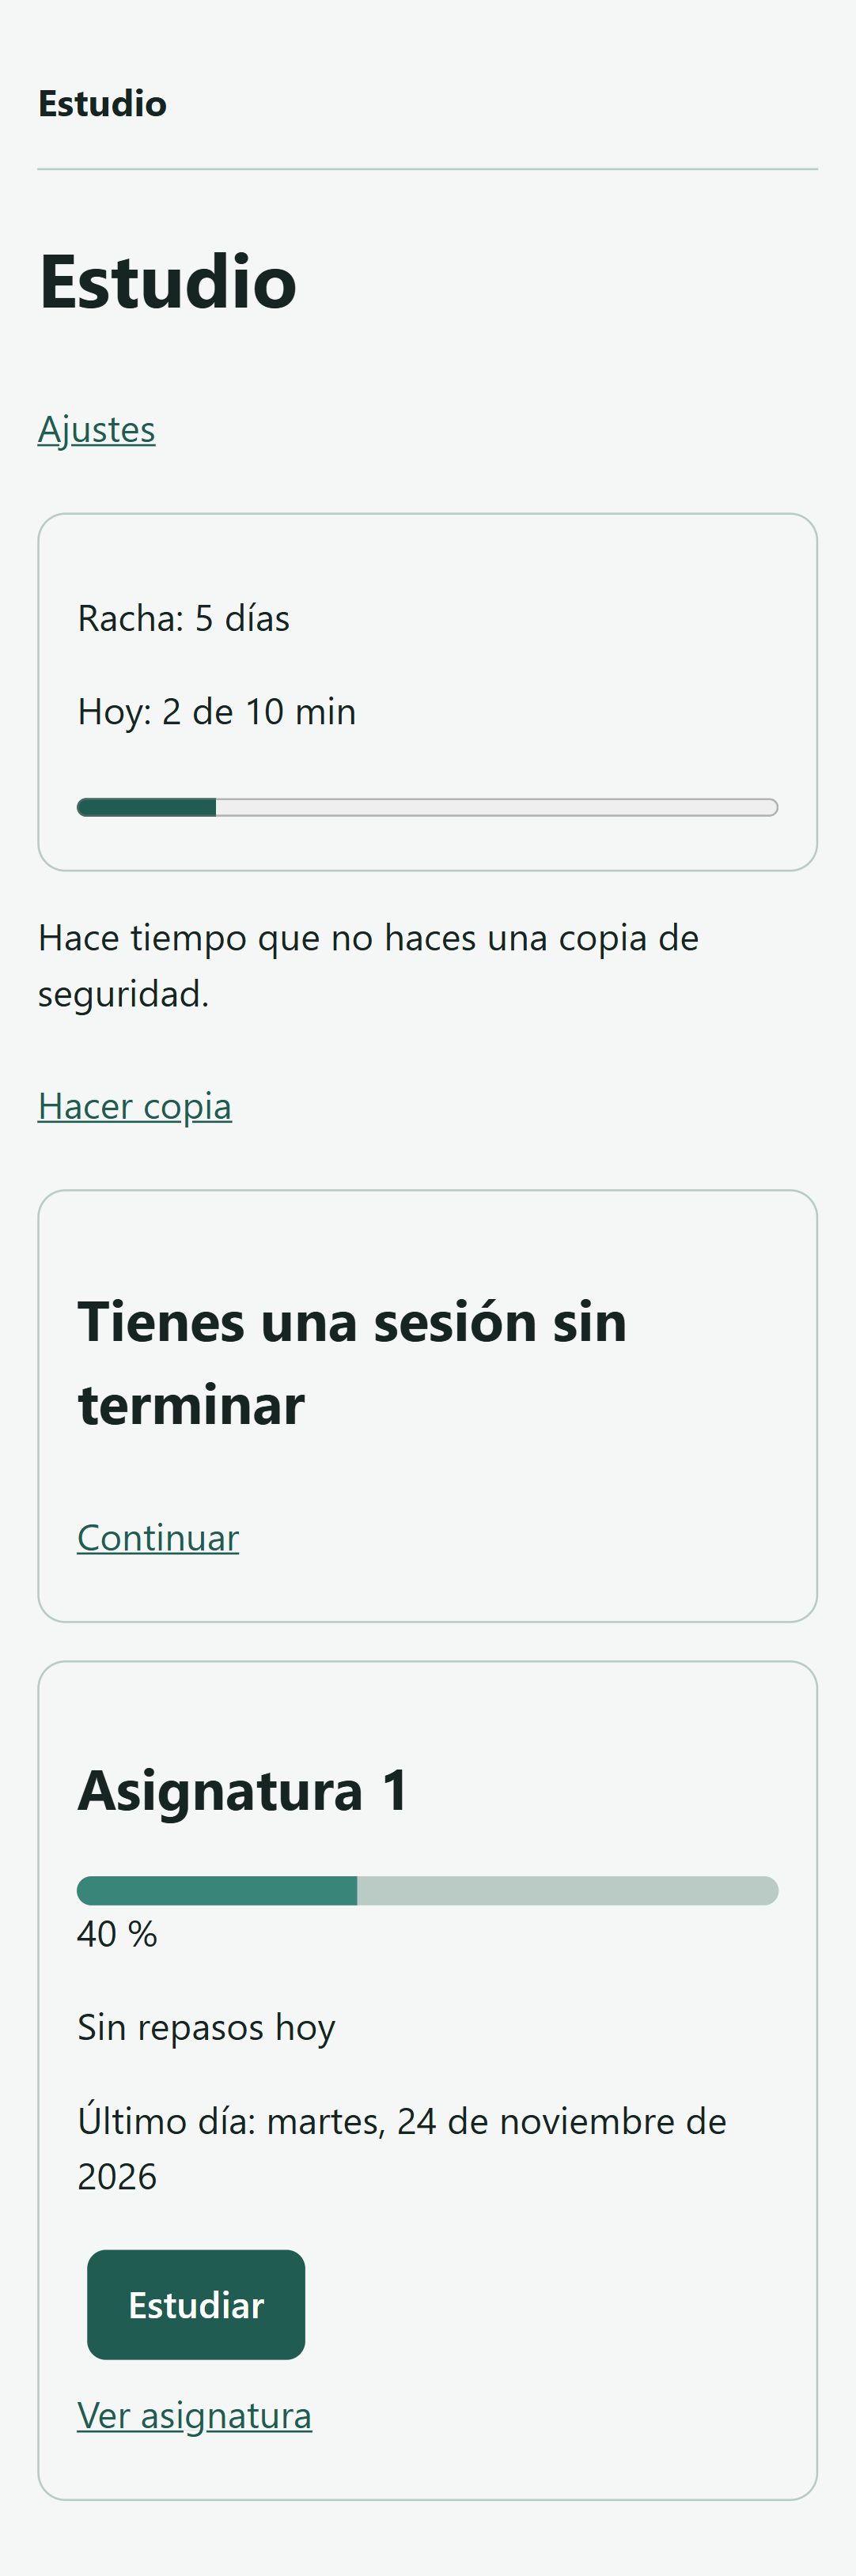 Estudio
Estudio
Ajustes
Racha: 5 días
Hoy: 2 de 10 min
Hace tiempo que no haces una copia de
seguridad.
Hacer copia
Tienes una sesión sin
terminar
Continuar
Asignatura 1
40 %
Sin repasos hoy
Último día: martes, 24 de noviembre de
2026
Estudiar
Ver asignatura